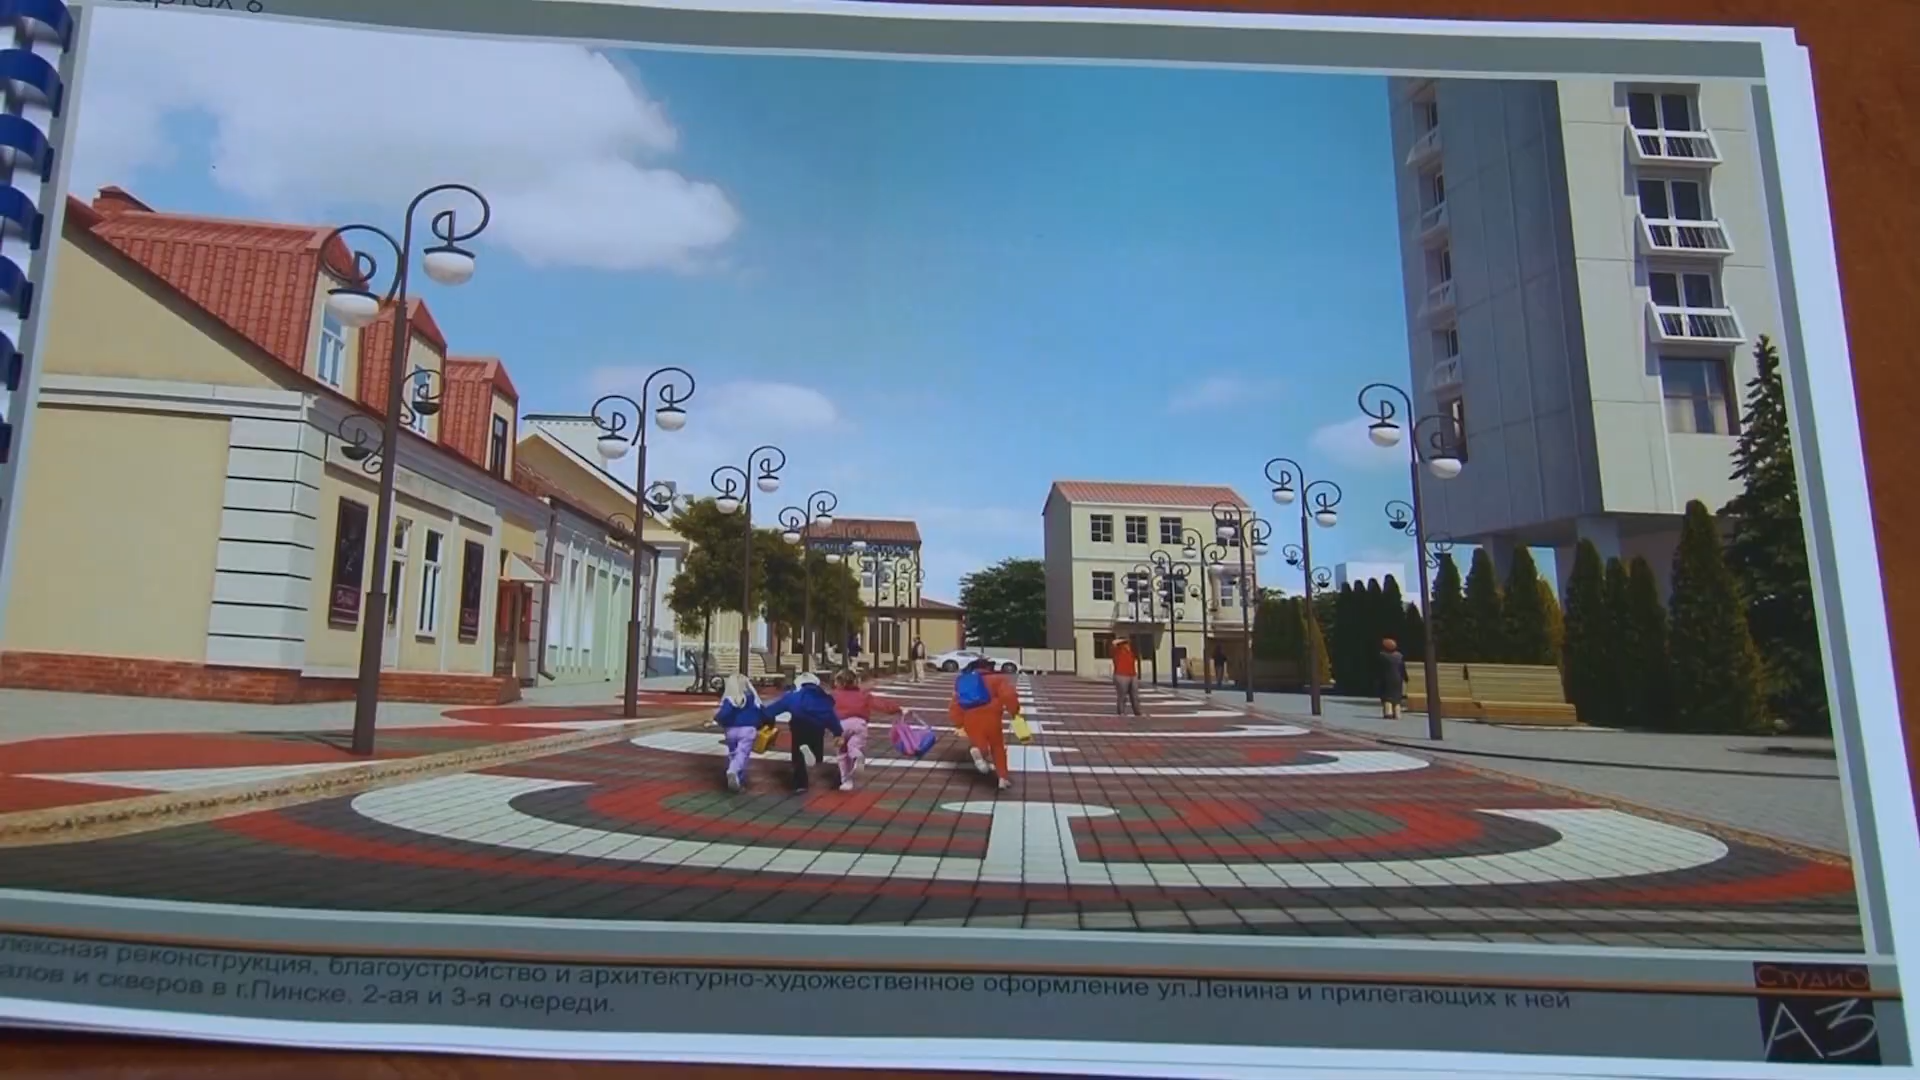 лексная реконструкция, благоустройство и архитектурно-художественное оформление ул.Ленина и прилегающих к ней
алов и скверов в г.Пинске. 2-ая и 3-я очереди.
Студио
А3